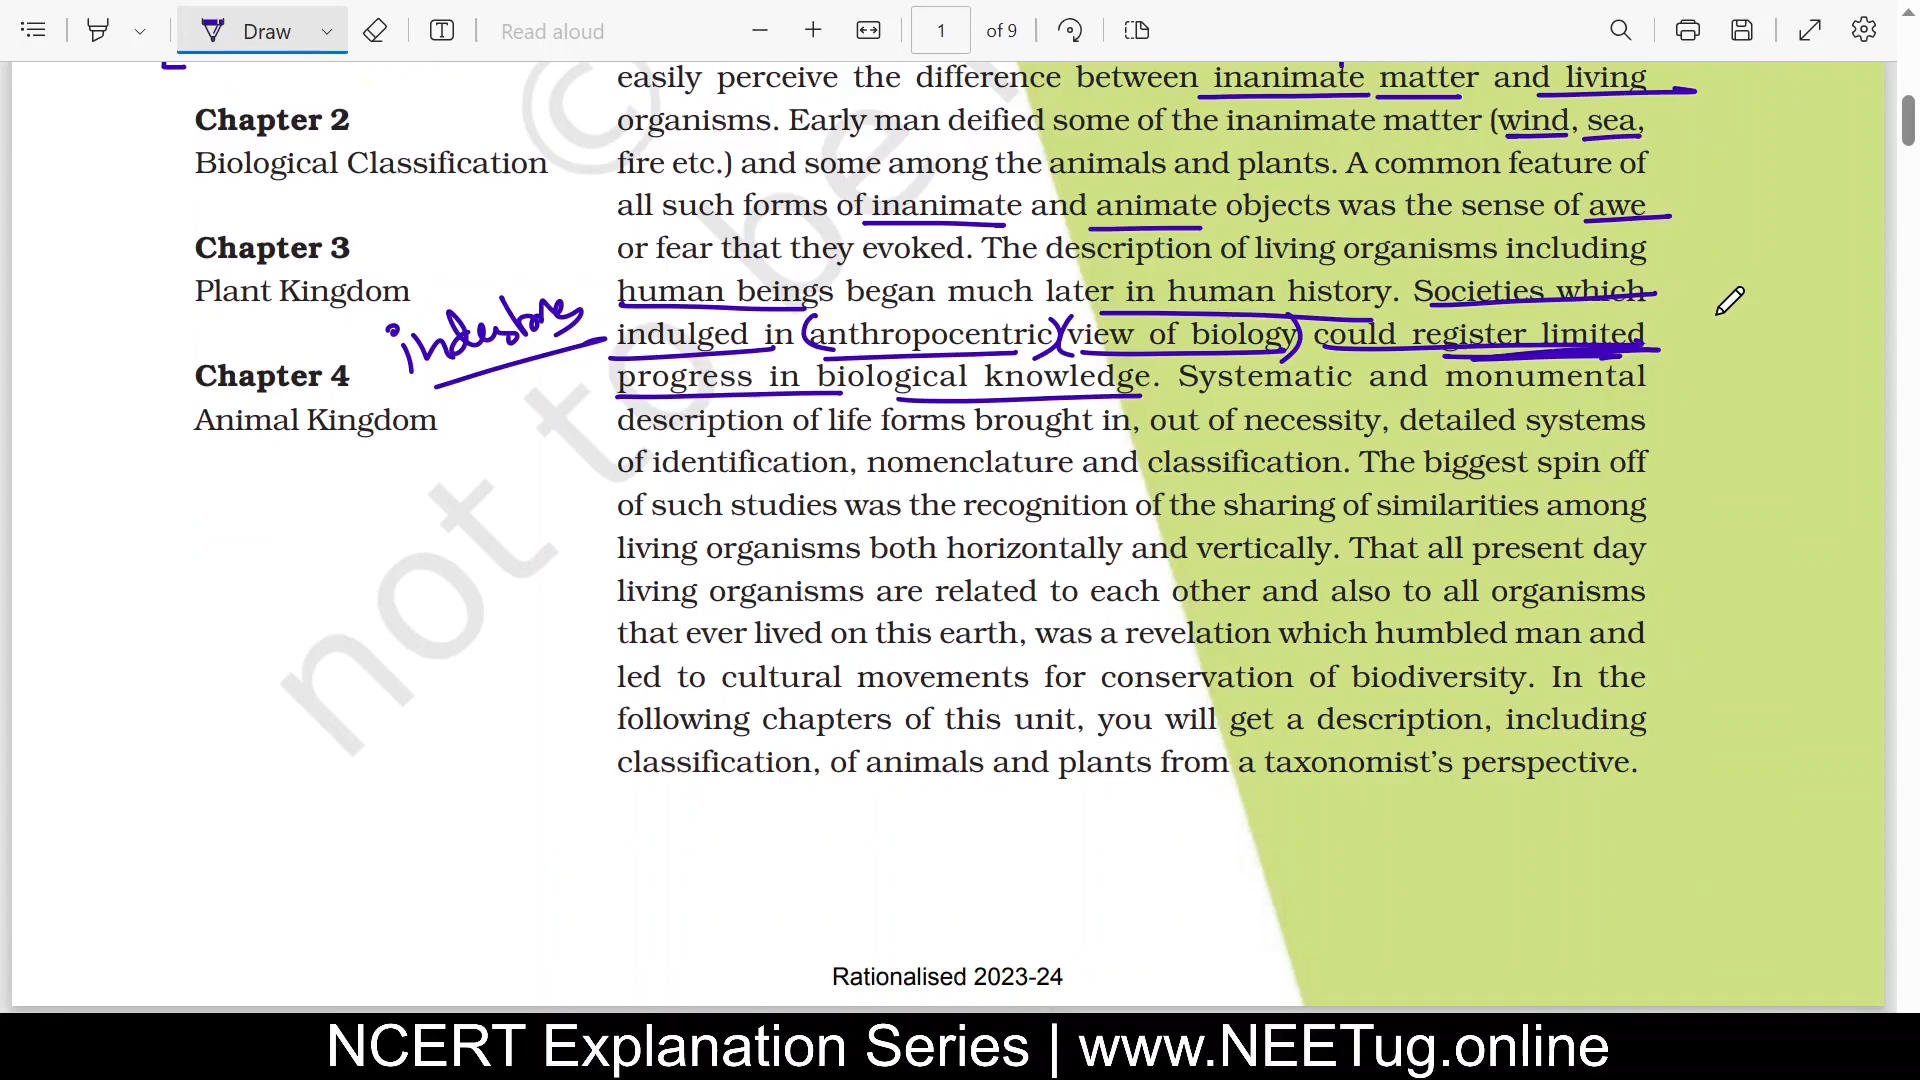 Draw
Read aloud
1 of 9
easily perceive the difference between inanimate matter and living
Chapter 2
organisms. Early man deified some of the inanimate matter (wind, sea,
Biological Classification
fire etc.) and some among the animals and plants. A common feature of
all such forms of inanimate and animate objects was the sense of awe
Chapter 3
or fear that they evoked. The description of living organisms including
Plant Kingdom
human beings began much later in human history. Societies which
indulged in anthropocentric view of biology could register limited
Chapter 4
progress in biological knowledge. Systematic and monumental
Animal Kingdom
description of life forms brought in, out of necessity, detailed systems
of identification, nomenclature and classification. The biggest spin off
of such studies was the recognition of the sharing of similarities among
living organisms both horizontally and vertically. That all present day
living organisms are related to each other and also to all organisms
that ever lived on this earth, was a revelation which humbled man and
led to cultural movements for conservation of biodiversity. In the
following chapters of this unit, you will get a description, including
classification, of animals and plants from a taxonomist's perspective.
© not to be
Rationalised 2023-24
NCERT Explanation Series | www.NEETug.online